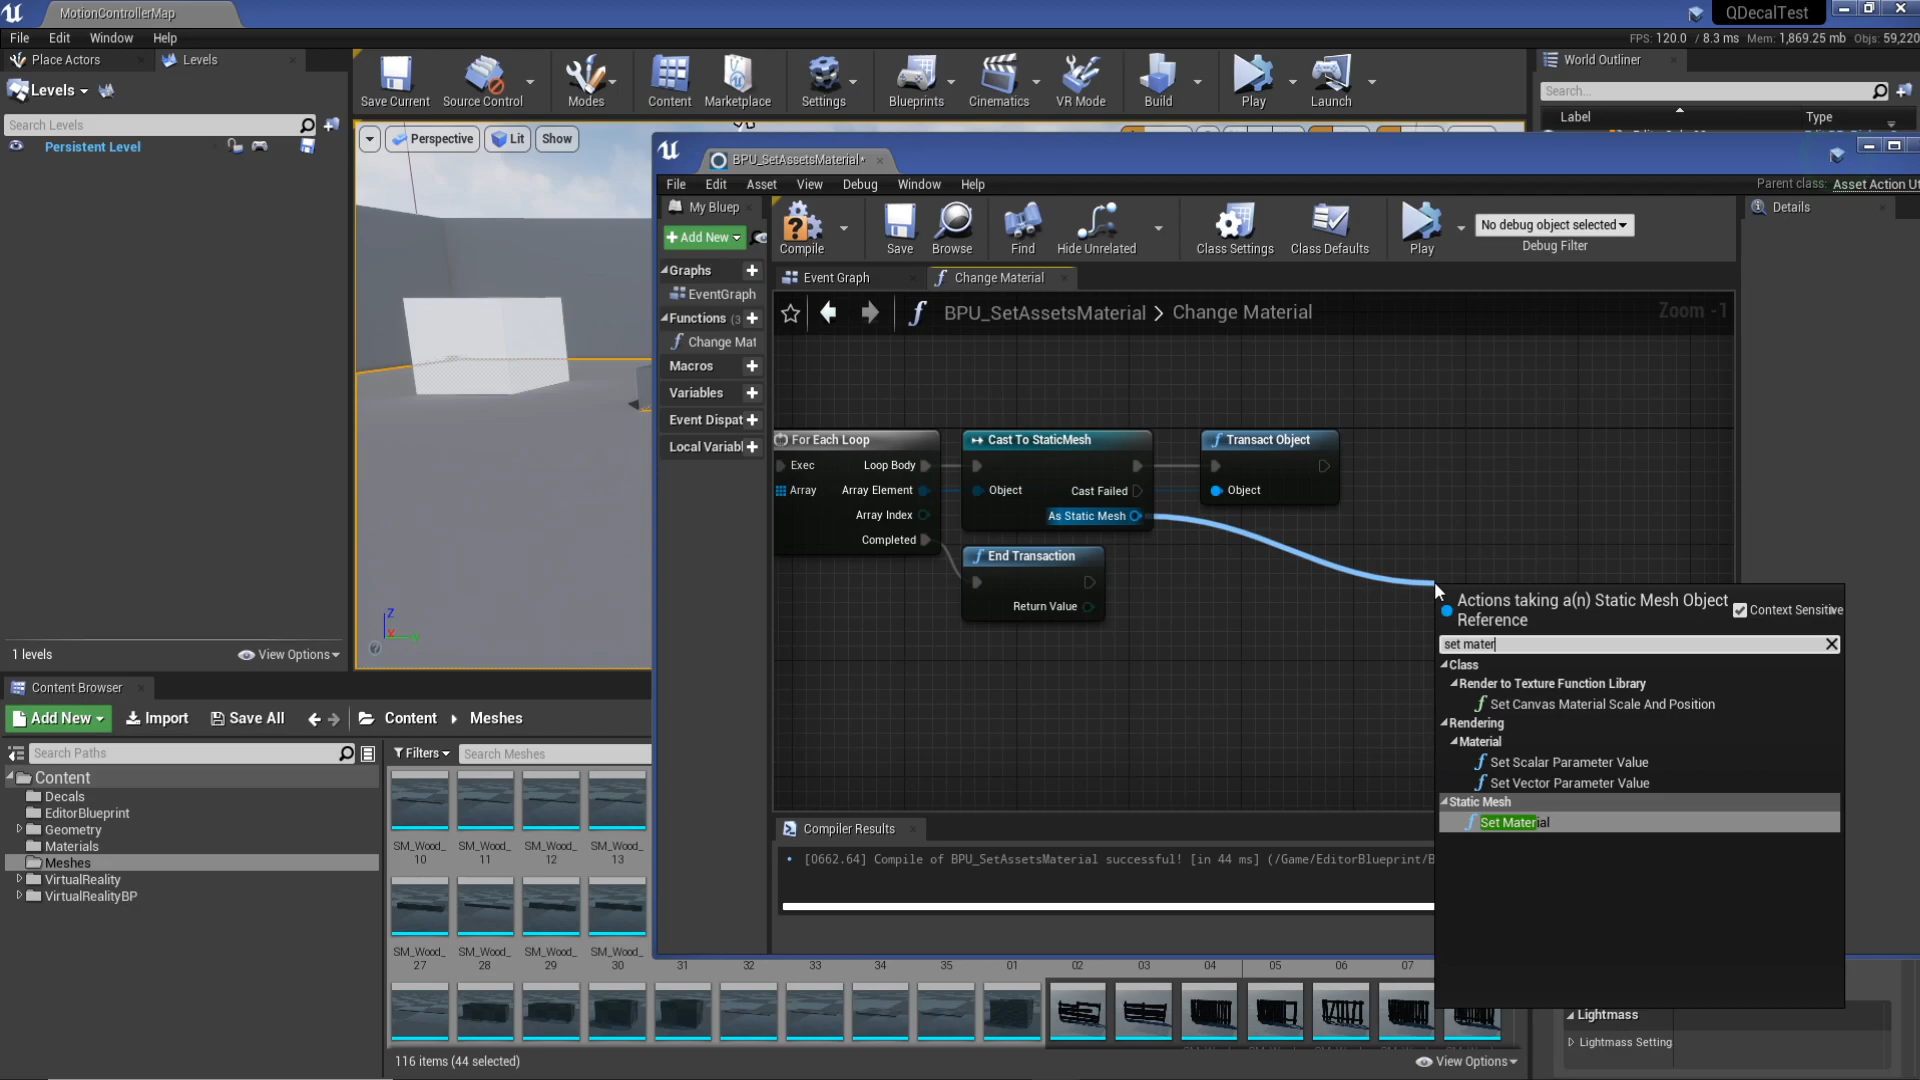 MotionControllerMap
QDecalTest
File Edit Window Help
FPS: 120.0 / 8.3 ms Mem: 1,869.25 mb Objs: 59,220
Place Actors
Levels
World Outliner
Levels
Save Current
Source Control
Modes
Content
Marketplace
Settings
Blueprints
Cinematics
VR Mode
Build
Play
Launch
Search...
Label
Type
Search Levels
Persistent Level
Perspective
Lit
Show
BPU_SetAssetsMaterial*
File Edit Asset View Debug Window Help
Parent class: Asset Action Ut
My Bluep
Details
Add New
Compile
Save
Browse
Find
Hide Unrelated
Class Settings
Class Defaults
Play
No debug object selected
Debug Filter
Graphs
EventGraph
Functions (3
Change Mat
Macros
Variables
Event Dispat
Local Variabl
Event Graph
Change Material
BPU_SetAssetsMaterial > Change Material
Zoom -1
For Each Loop
Exec
Loop Body
Array
Array Element
Array Index
Completed
Cast To StaticMesh
Object
Cast Failed
As Static Mesh
Transact Object
Object
End Transaction
Return Value
Actions taking a(n) Static Mesh Object
Reference
Context Sensitive
set mater
Class
Render to Texture Function Library
Set Canvas Material Scale And Position
Rendering
Material
Set Scalar Parameter Value
Set Vector Parameter Value
Static Mesh
Set Material
Z
1 levels
View Options
Compiler Results
[0662.64] Compile of BPU_SetAssetsMaterial successful! [in 44 ms] (/Game/EditorBlueprint/B
Content Browser
Add New
Import
Save All
Content
Meshes
Search Paths
Filters
Search Meshes
Content
Decals
EditorBlueprint
Geometry
Materials
Meshes
VirtualReality
VirtualRealityBP
SM_Wood_ SM_Wood_ SM_Wood_ SM_Wood_
10 11 12 13
SM_Wood_ SM_Wood_ SM_Wood_ SM_Wood_
27 28 29 30 31 32 33 34 35 01 02 03 04 05 06 07
116 items (44 selected)
View Options
Lightmass
Lightmass Setting